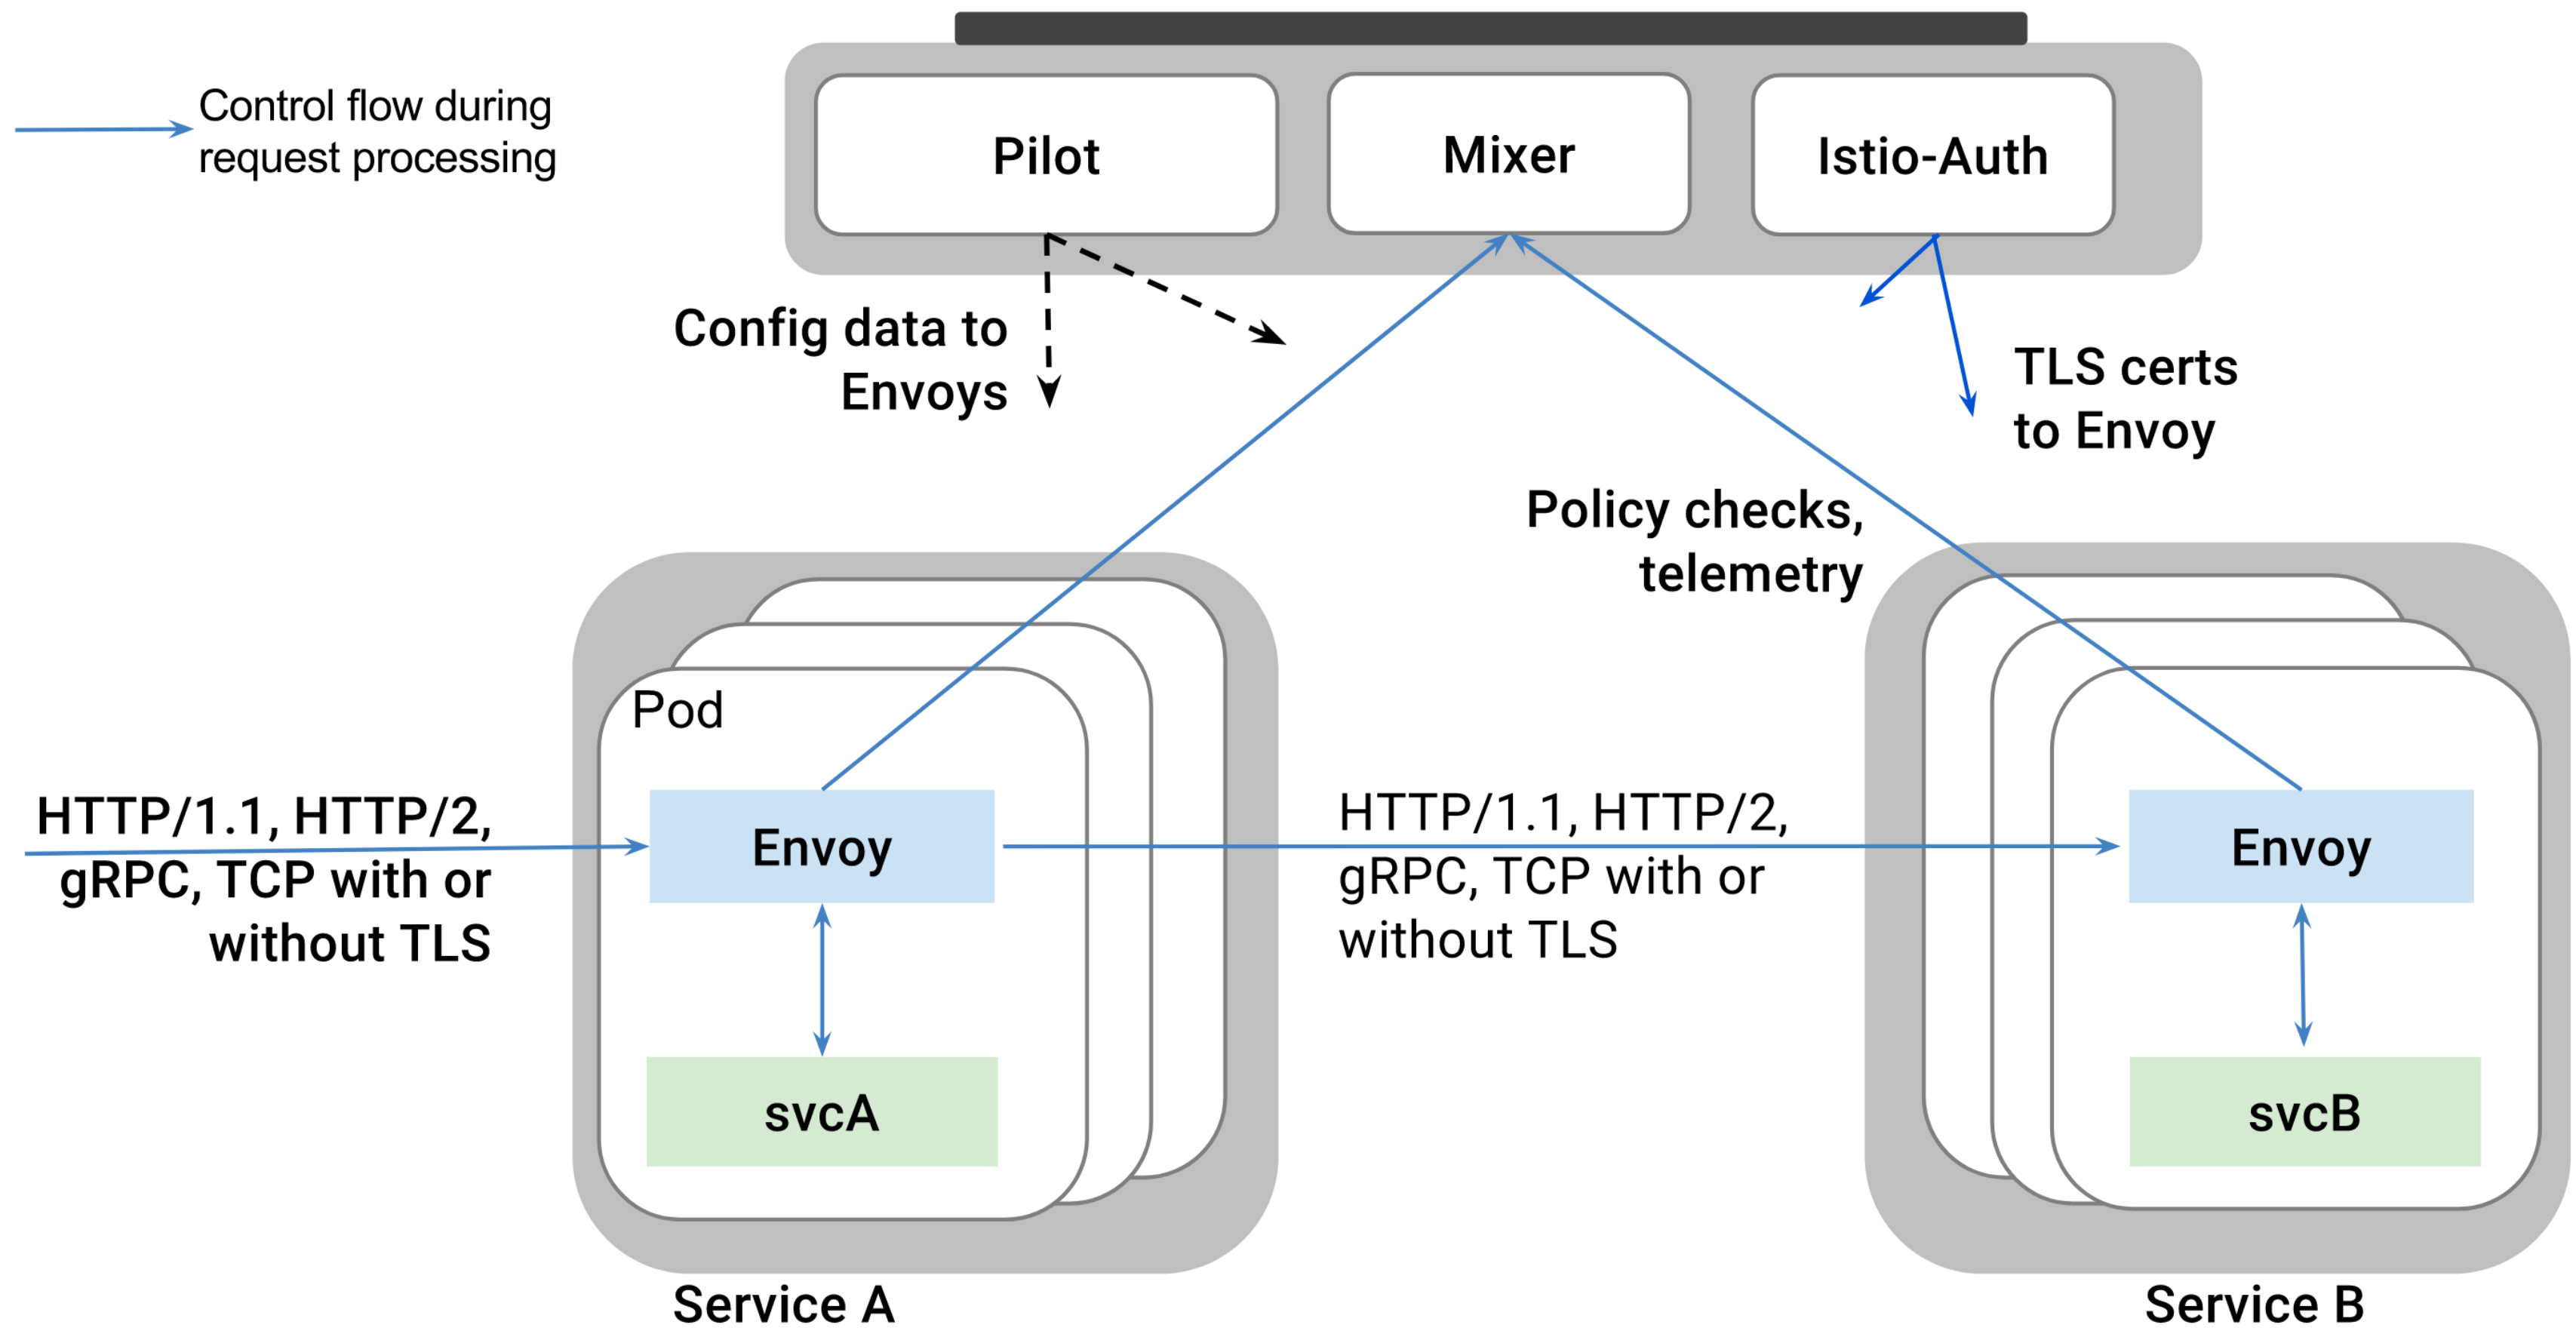 Control flow during
request processing
Pilot
Mixer
Istio-Auth
Config data to
Envoys
TLS certs
to Envoy
Policy checks,
telemetry
Pod
HTTP/1.1, HTTP/2,
gRPC, TCP with or
without TLS
Envoy
HTTP/1.1, HTTP/2,
gRPC, TCP with or
without TLS
Envoy
svcA
svcB
Service A
Service B